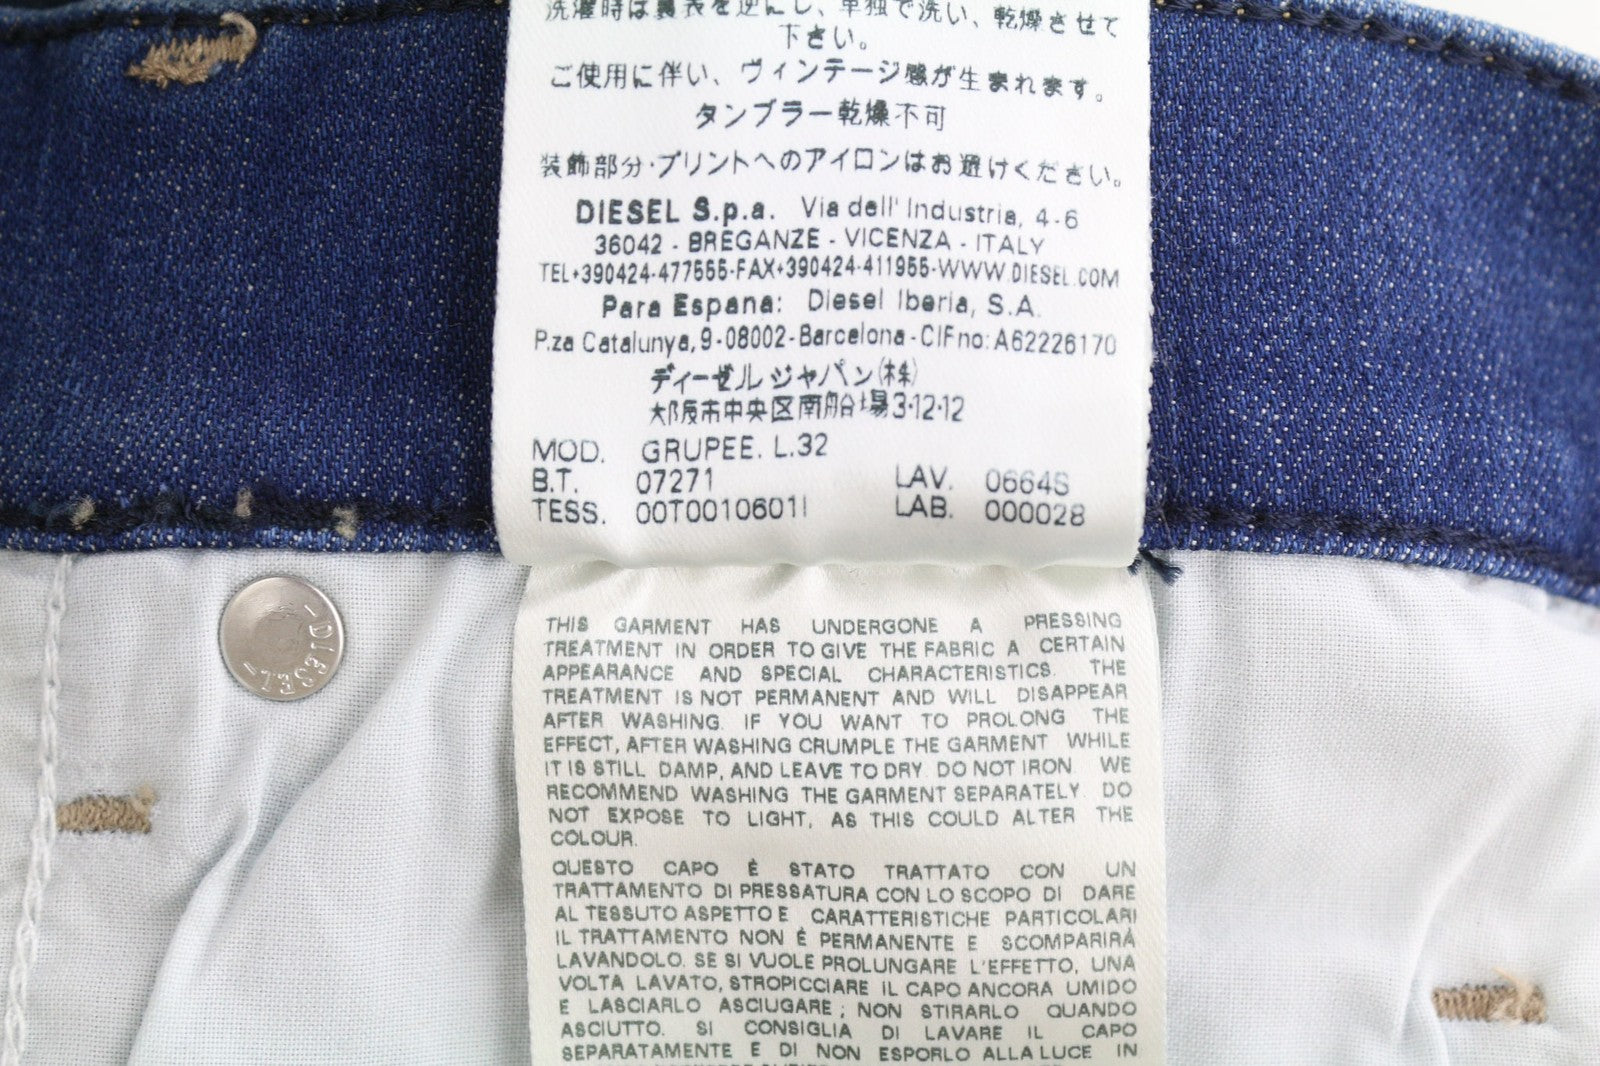 洗濯時は裏表を逆にし、単独で洗い、乾燥させて
下さい。
ご使用に伴い、ヴィンテージ感が生まれます。
タンブラー乾燥不可
装飾部分・プリントへのアイロンはお避けください。
DIESEL S.p.a. Via dell' Industria, 4-6
36042 - BREGANZE - VICENZA - ITALY
TEL+390424-477555-FAX+390424-411955-WWW.DIESEL.COM
Para Espana: Diesel Iberia, S.A.
P.za Catalunya, 9-08002-Barcelona-CIF no: A62226170
ディーゼル ジャパン(株)
大阪市中央区南船場3-12-12
MOD. GRUPEE. L.32
B.T. 07271 LAV. 0664S
TESS. 00T0010601I LAB. 000028
-DIESEL-
THIS GARMENT HAS UNDERGONE A PRESSING
TREATMENT IN ORDER TO GIVE THE FABRIC A CERTAIN
APPEARANCE AND SPECIAL CHARACTERISTICS. THE
TREATMENT IS NOT PERMANENT AND WILL DISAPPEAR
AFTER WASHING. IF YOU WANT TO PROLONG THE
EFFECT, AFTER WASHING CRUMPLE THE GARMENT WHILE
IT IS STILL DAMP, AND LEAVE TO DRY. DO NOT IRON. WE
RECOMMEND WASHING THE GARMENT SEPARATELY. DO
NOT EXPOSE TO LIGHT, AS THIS COULD ALTER THE
COLOUR.
QUESTO CAPO È STATO TRATTATO CON UN
TRATTAMENTO DI PRESSATURA CON LO SCOPO DI DARE
AL TESSUTO ASPETTO E CARATTERISTICHE PARTICOLARI
IL TRATTAMENTO NON È PERMANENTE E SCOMPARIRÀ
LAVANDOLO. SE SI VUOLE PROLUNGARE L'EFFETTO, UNA
VOLTA LAVATO, STROPICCIARE IL CAPO ANCORA UMIDO
E LASCIARLO ASCIUGARE; NON STIRARLO QUANDO
ASCIUTTO. SI CONSIGLIA DI LAVARE IL CAPO
SEPARATAMENTE E DI NON ESPORLO ALLA LUCE IN